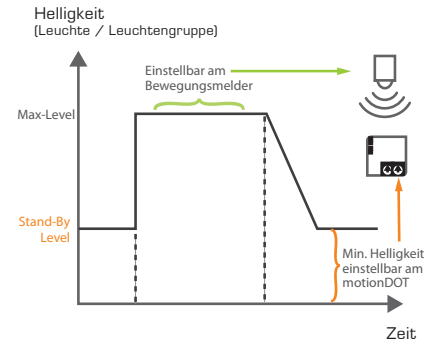 Helligkeit
(Leuchte / Leuchtengruppe)
Einstellbar am
Bewegungsmelder
Max-Level
Stand-By
Level
Min. Helligkeit
einstellbar am
motionDOT
Zeit